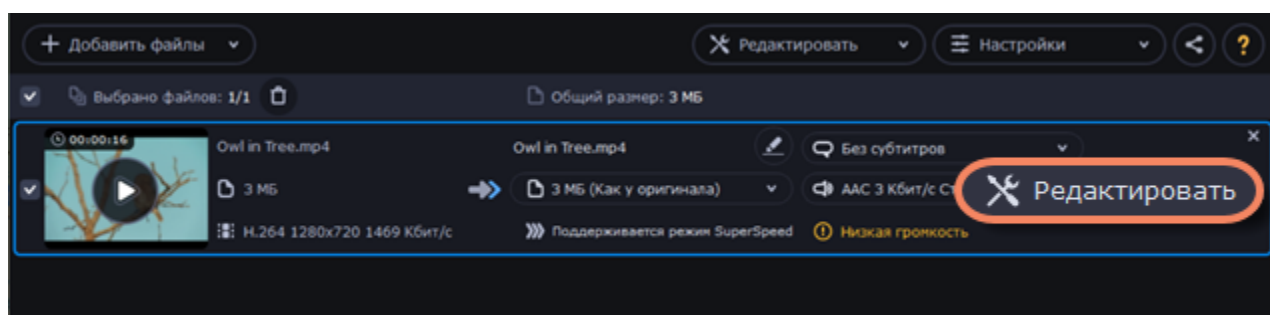 Добавить файлы
Редактировать
Настройки
?
Выбрано файлов: 1/1
Общий размер: 3 МБ
00:00:16
Owl in Tree.mp4
Owl in Tree.mp4
Без субтитров
3 МБ
3 МБ (Как у оригинала)
AAC 3 Кбит/с
Редактировать
H.264 1280x720 1469 Кбит/с
Поддерживается режим SuperSpeed
Низкая громкость